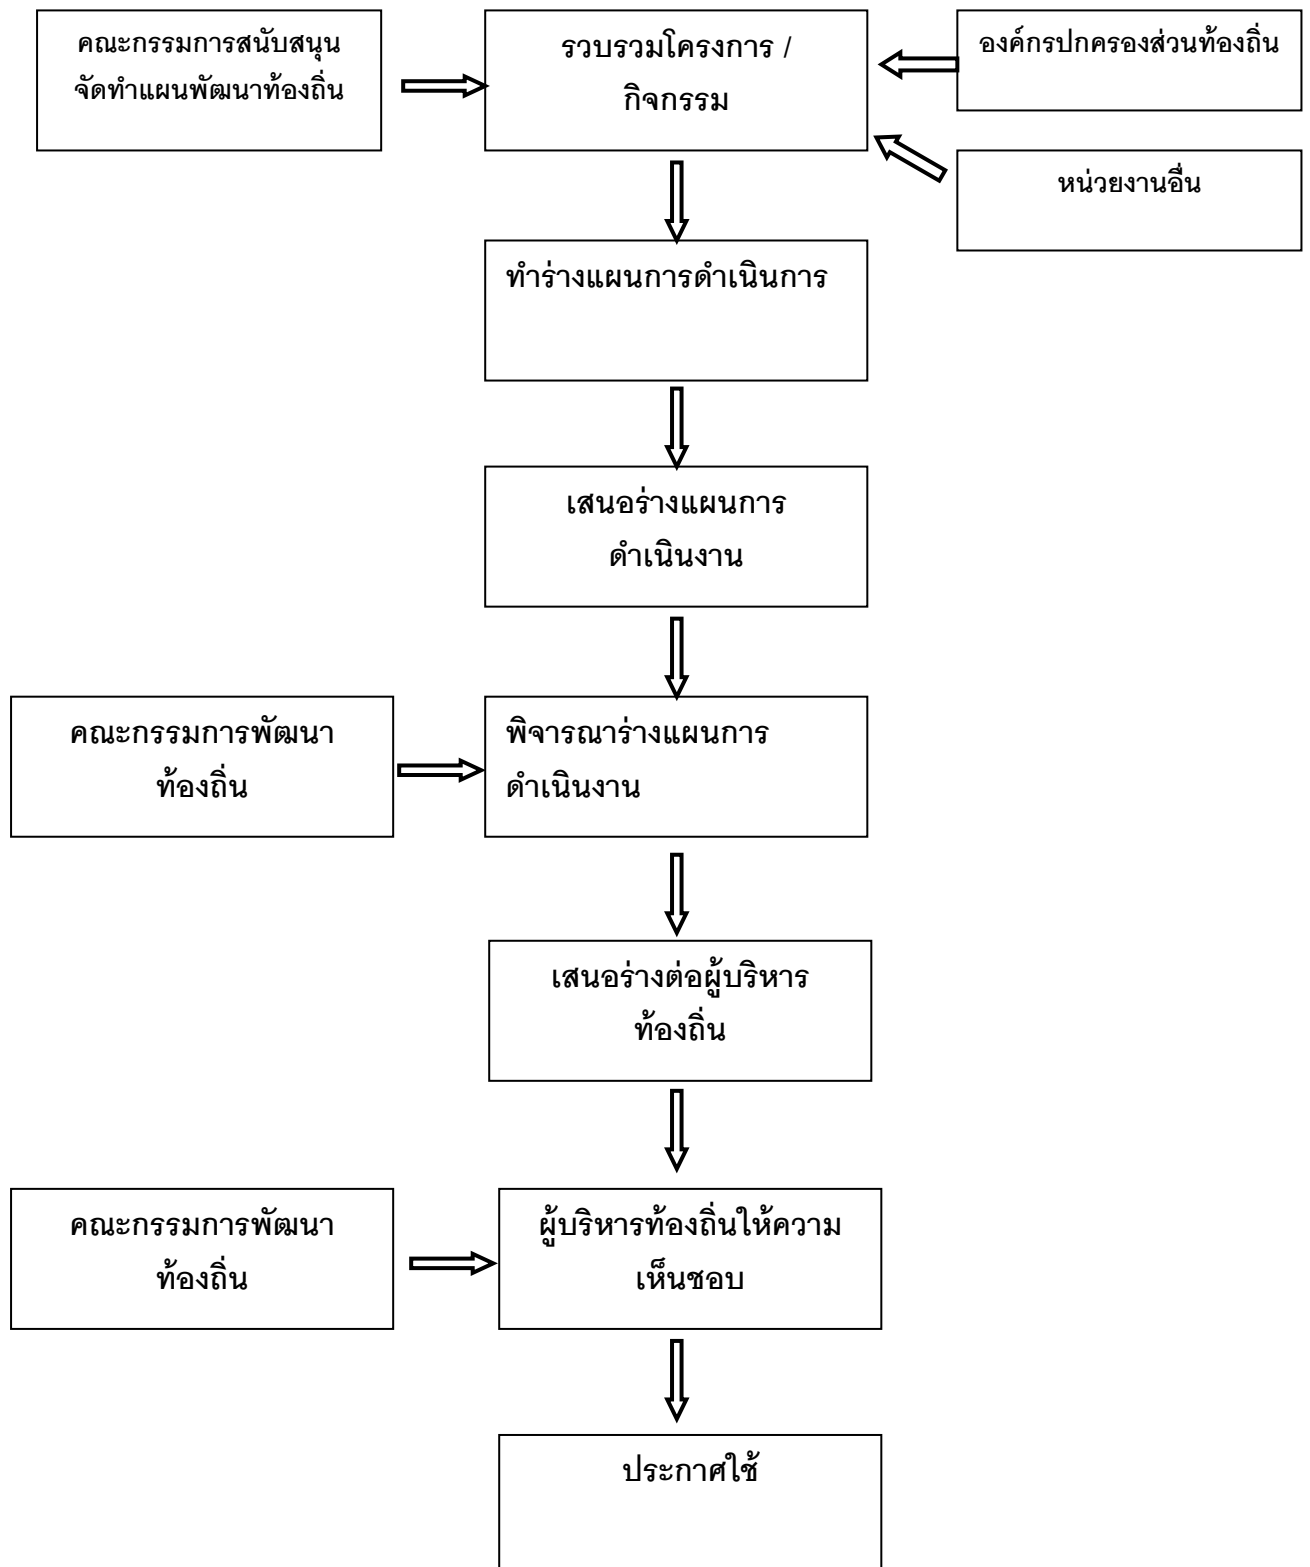 คณะกรรมการสนับสนุน
จัดทำแผนพัฒนาท้องถิ่น
รวบรวมโครงการ /
กิจกรรม
องค์กรปกครองส่วนท้องถิ่น
หน่วยงานอื่น
ทำร่างแผนการดำเนินการ
เสนอร่างแผนการ
ดำเนินงาน
คณะกรรมการพัฒนา
ท้องถิ่น
พิจารณาร่างแผนการ
ดำเนินงาน
เสนอร่างต่อผู้บริหาร
ท้องถิ่น
คณะกรรมการพัฒนา
ท้องถิ่น
ผู้บริหารท้องถิ่นให้ความ
เห็นชอบ
ประกาศใช้